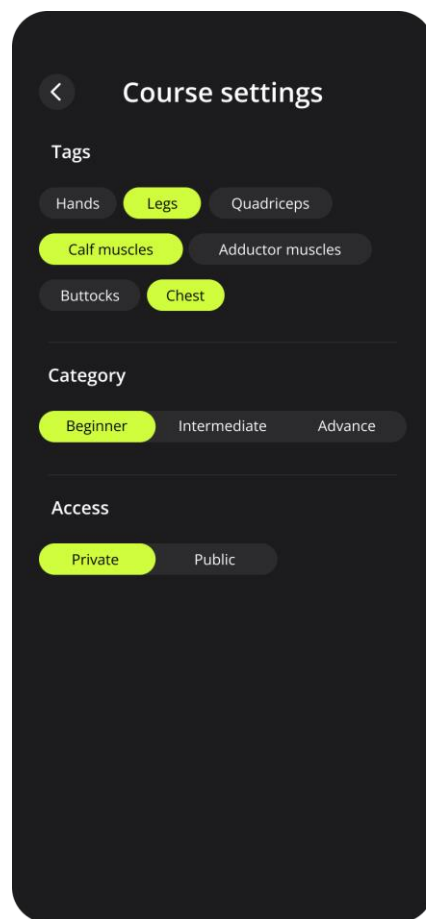 Course settings
Tags
Hands Legs Quadriceps
Calf muscles Adductor muscles
Buttocks Chest
Category
Beginner Intermediate Advance
Access
Private Public